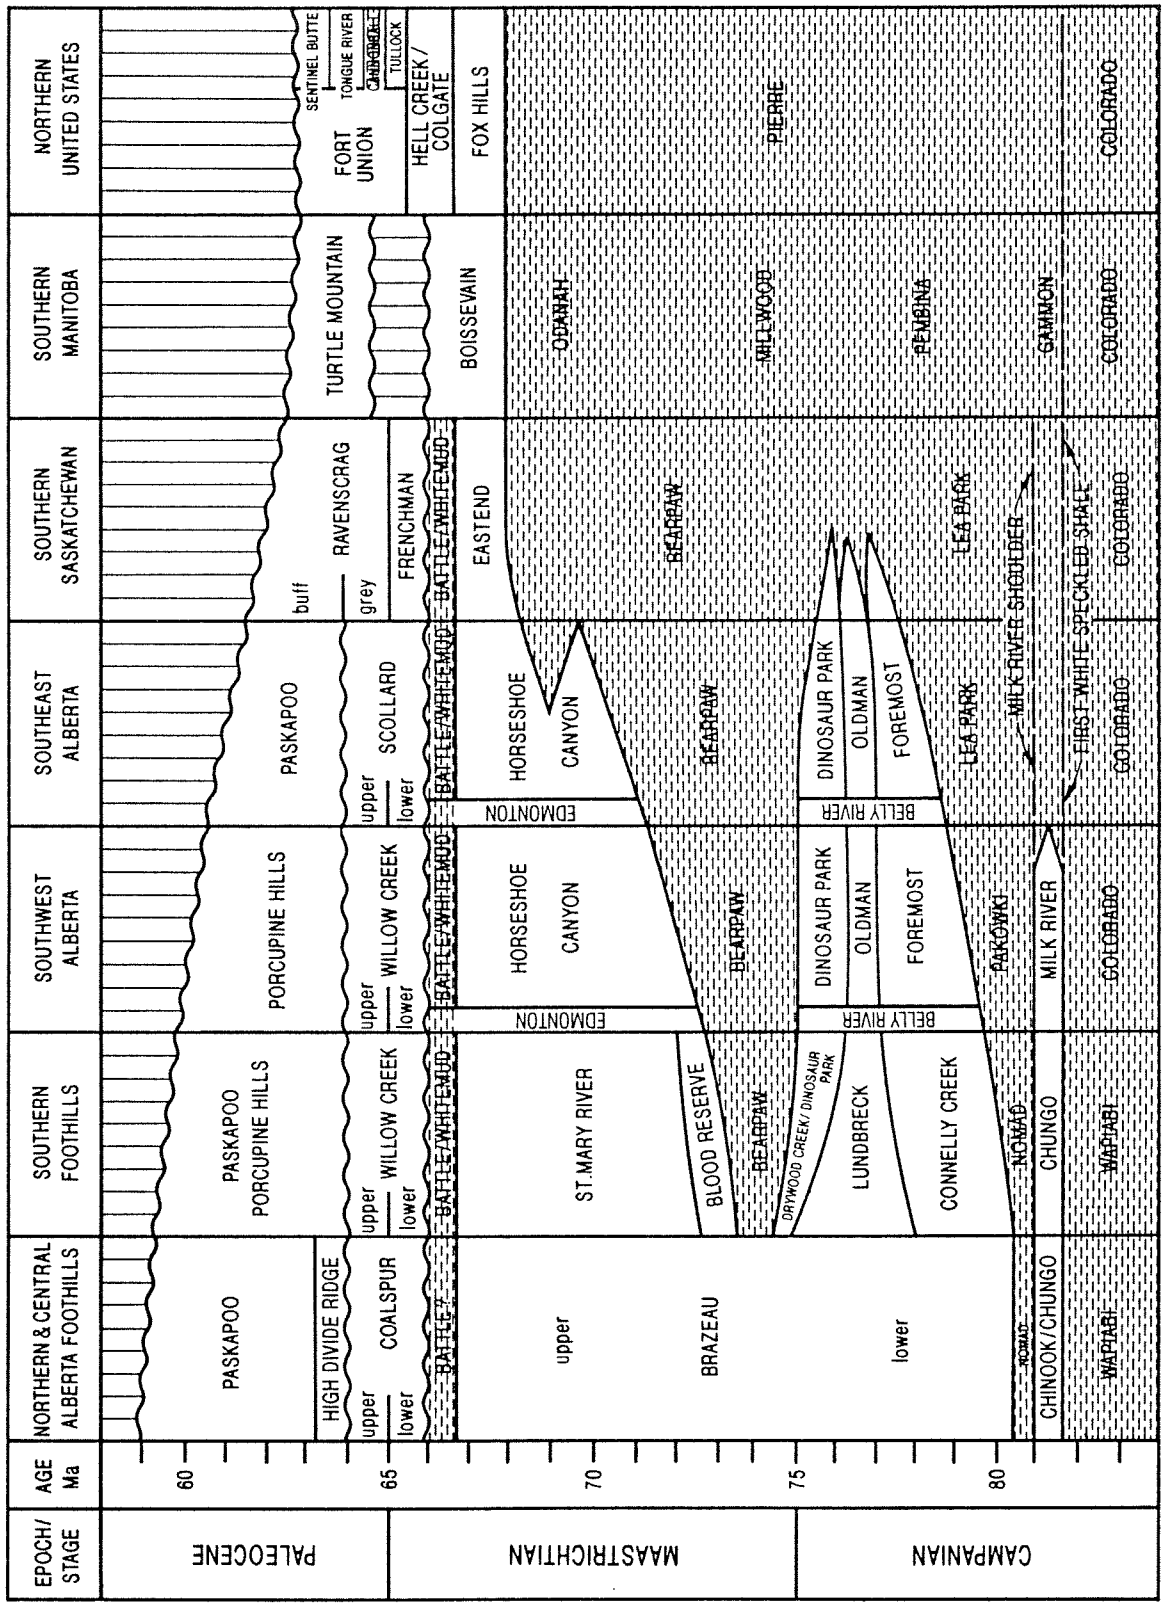 EPOCH/
STAGE
AGE
Ma
NORTHERN & CENTRAL
ALBERTA FOOTHILLS
SOUTHERN
FOOTHILLS
SOUTHWEST
ALBERTA
SOUTHEAST
ALBERTA
SOUTHERN
SASKATCHEWAN
SOUTHERN
MANITOBA
NORTHERN
UNITED STATES
PALEOCENE
MAASTRICHTIAN
CAMPANIAN
60
65
70
75
80
PASKAPOO
HIGH DIVIDE RIDGE
upper
lower
COALSPUR
BATTLE?
upper
BRAZEAU
lower
NOMAD
CHINOOK/CHUNGO
WAPIABI
PASKAPOO
PORCUPINE HILLS
upper
lower
WILLOW CREEK
BATTLE/WHITEMUD
ST. MARY RIVER
BLOOD RESERVE
BEARPAW
DRYWOOD CREEK/DINOSAUR
PARK
LUNDBRECK
CONNELLY CREEK
NOMAD
CHUNGO
WAPIABI
PORCUPINE HILLS
upper
lower
WILLOW CREEK
BATTLE/WHITEMUD
EDMONTON
HORSESHOE
CANYON
BEARPAW
BELLY RIVER
DINOSAUR PARK
OLDMAN
FOREMOST
PAKOWKI
MILK RIVER
COLORADO
PASKAPOO
upper
lower
SCOLLARD
BATTLE/WHITEMUD
EDMONTON
HORSESHOE
CANYON
BEARPAW
BELLY RIVER
DINOSAUR PARK
OLDMAN
FOREMOST
LEA PARK
MILK RIVER SHOULDER
FIRST WHITE SPECKLED SHALE
COLORADO
buff
grey
RAVENSCRAG
FRENCHMAN
BATTLE/WHITEMUD
EASTEND
BEARPAW
LEA PARK
COLORADO
TURTLE MOUNTAIN
BOISSEVAIN
ODANAH
MILLWOOD
PEMBINA
GAMMON
COLORADO
FORT
UNION
SENTINEL BUTTE
TONGUE RIVER
TULLOCK
HELL CREEK/
COLGATE
FOX HILLS
PIERRE
COLORADO